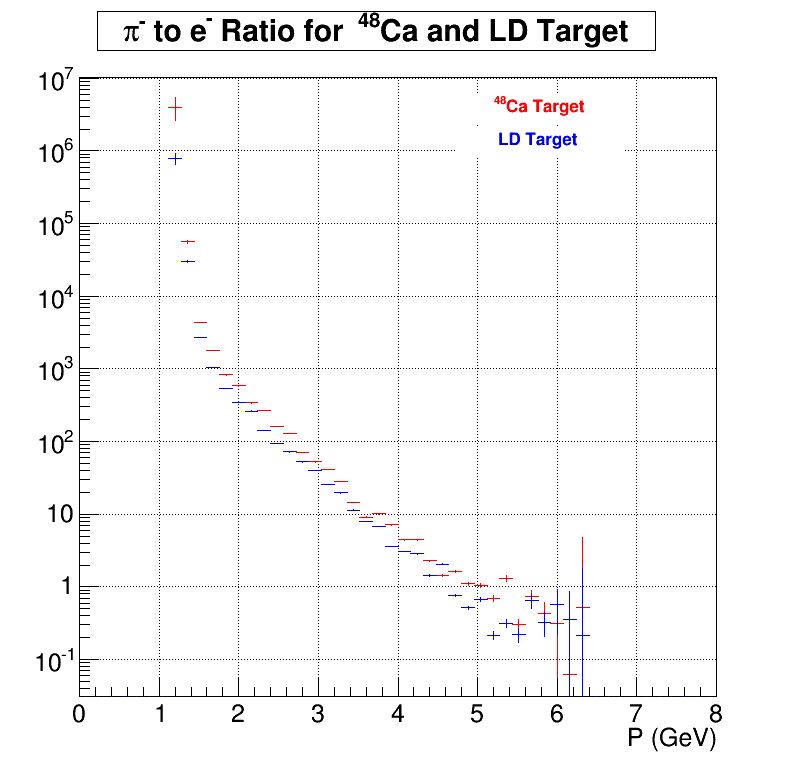 π⁻ to e⁻ Ratio for ⁴⁸Ca and LD Target
⁴⁸Ca Target
LD Target
10⁷
10⁶
10⁵
10⁴
10³
10²
10
1
10⁻¹
0 1 2 3 4 5 6 7 8
P (GeV)